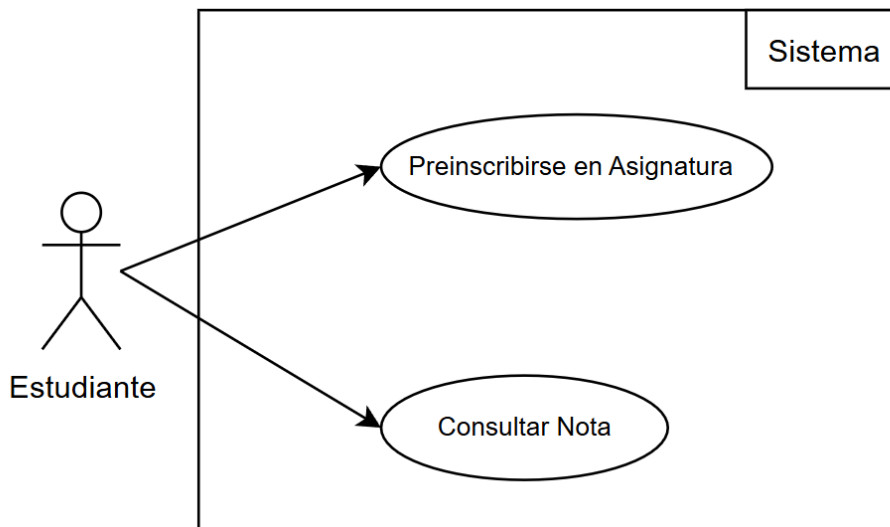 Sistema
Preinscribirse en Asignatura
Estudiante
Consultar Nota